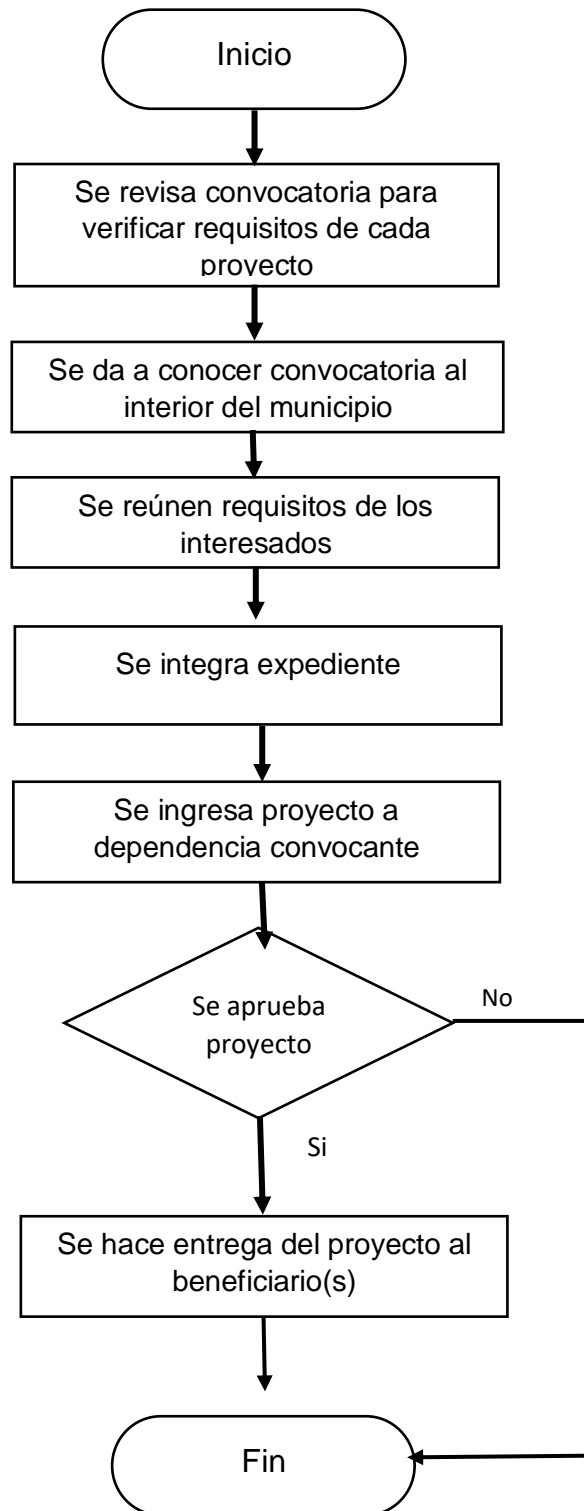 Inicio
Se revisa convocatoria para
verificar requisitos de cada
proyecto
Se da a conocer convocatoria al
interior del municipio
Se reúnen requisitos de los
interesados
Se integra expediente
Se ingresa proyecto a
dependencia convocante
Se aprueba
proyecto
No
Si
Se hace entrega del proyecto al
beneficiario(s)
Fin